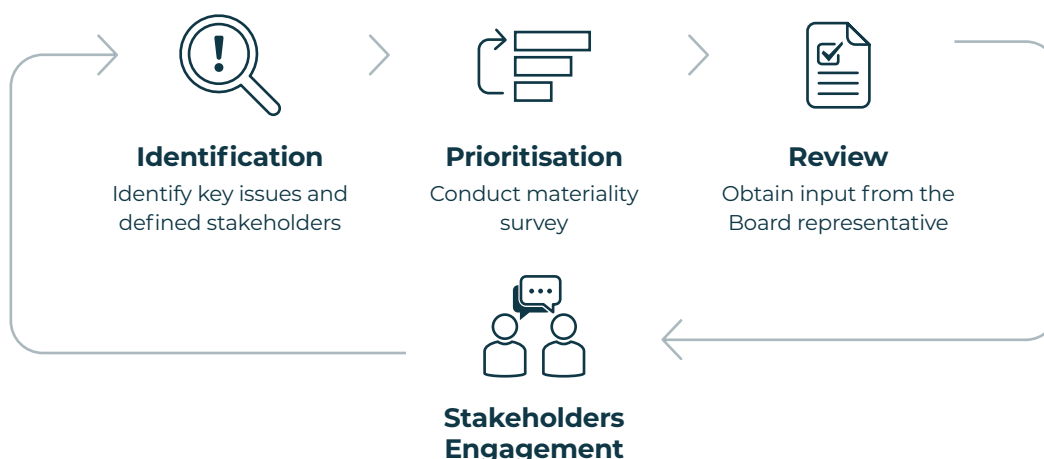 Identification
Identify key issues and
defined stakeholders
Prioritisation
Conduct materiality
survey
Review
Obtain input from the
Board representative
Stakeholders
Engagement